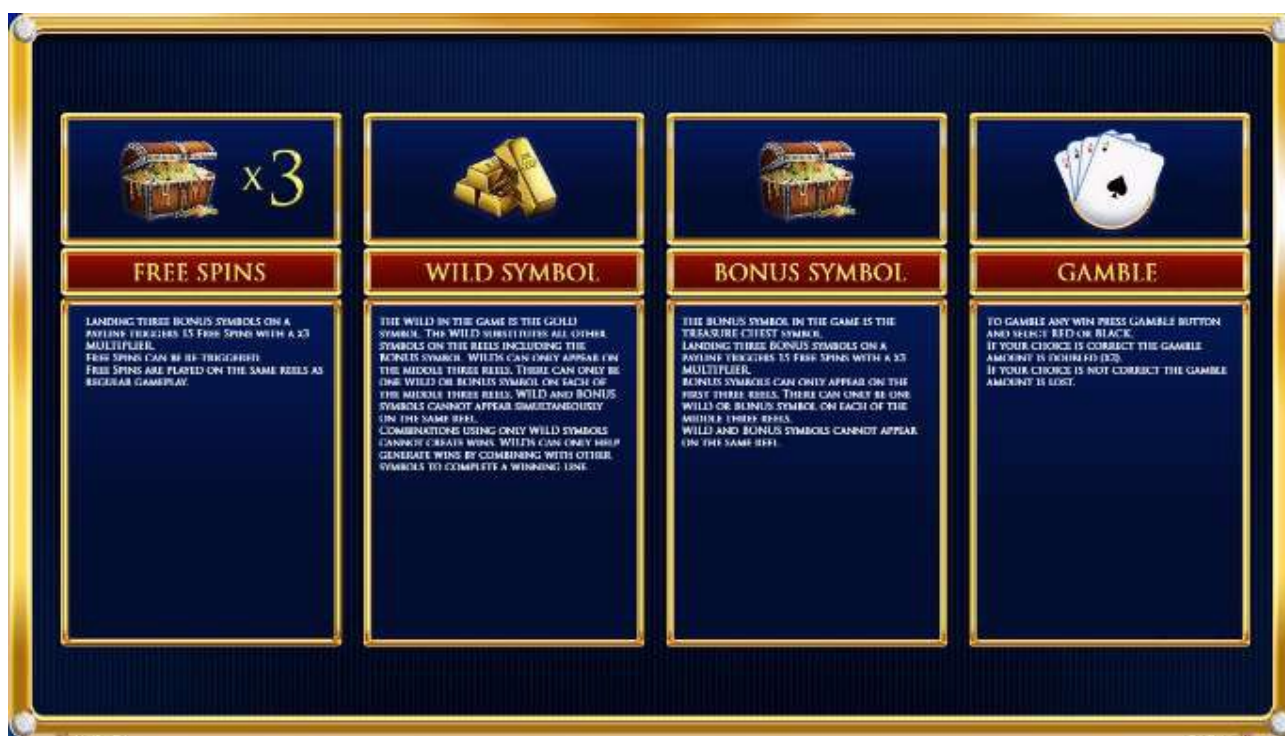 x3
FREE SPINS
LANDING THREE BONUS SYMBOLS ON A
PAYLINE TRIGGERS 15 FREE SPINS WITH A X3
MULTIPLIER.
FREE SPINS CAN BE RE-TRIGGERED.
FREE SPINS ARE PLAYED ON THE SAME REELS AS
REGULAR GAMEPLAY.
WILD SYMBOL
THE WILD IN THE GAME IS THE GOLD
SYMBOL. THE WILD SUBSTITUTES ALL OTHER
SYMBOLS ON THE REELS INCLUDING THE
BONUS SYMBOL. WILDS CAN ONLY APPEAR ON
THE MIDDLE THREE REELS. THERE CAN ONLY BE
ONE WILD OR BONUS SYMBOL ON EACH OF
THE MIDDLE THREE REELS. WILD AND BONUS
SYMBOLS CANNOT APPEAR SIMULTANEOUSLY
ON THE SAME REEL.
COMBINATIONS USING ONLY WILD SYMBOLS
CANNOT CREATE WINS. WILDS CAN ONLY HELP
GENERATE WINS BY COMBINING WITH OTHER
SYMBOLS TO COMPLETE A WINNING LINE.
BONUS SYMBOL
THE BONUS SYMBOL IN THE GAME IS THE
TREASURE CHEST SYMBOL.
LANDING THREE BONUS SYMBOLS ON A
PAYLINE TRIGGERS 15 FREE SPINS WITH A X3
MULTIPLIER.
BONUS SYMBOLS CAN ONLY APPEAR ON THE
FIRST THREE REELS. THERE CAN ONLY BE ONE
WILD OR BONUS SYMBOL ON EACH OF THE
MIDDLE THREE REELS.
WILD AND BONUS SYMBOLS CANNOT APPEAR
ON THE SAME REEL.
GAMBLE
TO GAMBLE ANY WIN PRESS GAMBLE BUTTON
AND SELECT RED OR BLACK.
IF YOUR CHOICE IS CORRECT THE GAMBLE
AMOUNT IS DOUBLED (X2).
IF YOUR CHOICE IS NOT CORRECT THE GAMBLE
AMOUNT IS LOST.